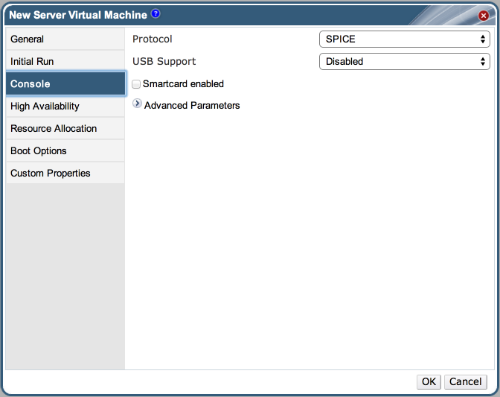 New Server Virtual Machine ?
General
Initial Run
Console
High Availability
Resource Allocation
Boot Options
Custom Properties
Protocol SPICE
USB Support Disabled
Smartcard enabled
Advanced Parameters
OK Cancel